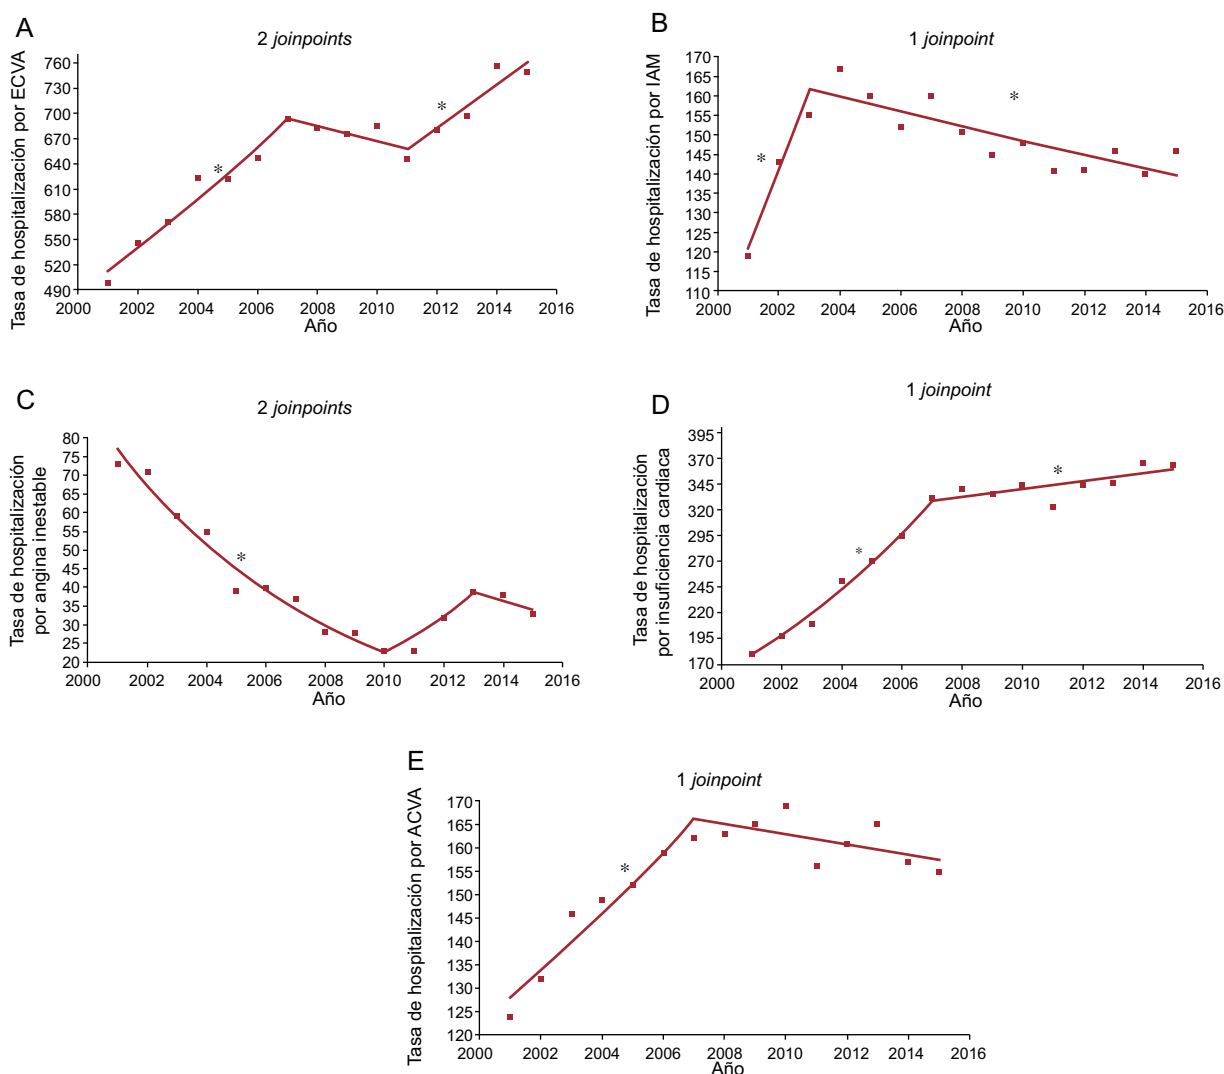 A
2 joinpoints
Tasa de hospitalización por ECVA
760
730
700
670
640
610
580
550
520
490
*
*
2000 2002 2004 2006 2008 2010 2012 2014 2016
Año
B
1 joinpoint
Tasa de hospitalización por IAM
170
165
160
155
150
145
140
135
130
125
120
115
110
*
*
2000 2002 2004 2006 2008 2010 2012 2014 2016
Año
C
2 joinpoints
Tasa de hospitalización
por angina inestable
80
75
70
65
60
55
50
45
40
35
30
25
20
*
2000 2002 2004 2006 2008 2010 2012 2014 2016
Año
D
1 joinpoint
Tasa de hospitalización
por insuficiencia cardiaca
395
370
345
320
295
270
245
220
195
170
*
*
2000 2002 2004 2006 2008 2010 2012 2014 2016
Año
E
1 joinpoint
Tasa de hospitalización por ACVA
170
165
160
155
150
145
140
135
130
125
120
*
2000 2002 2004 2006 2008 2010 2012 2014 2016
Año